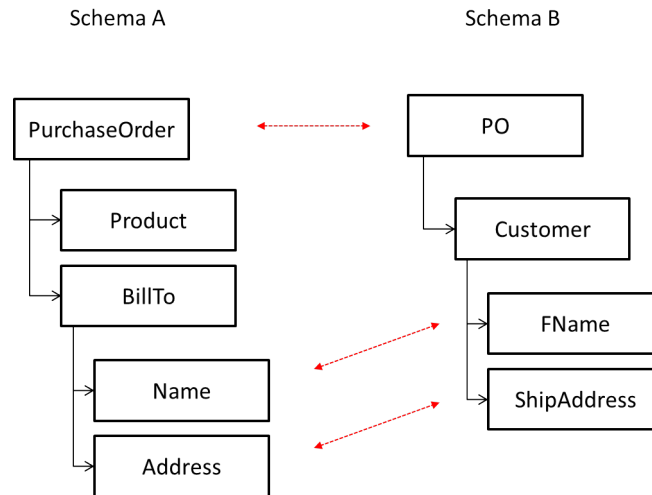 Schema A
Schema B
PurchaseOrder
PO
Product
Customer
BillTo
FName
Name
ShipAddress
Address